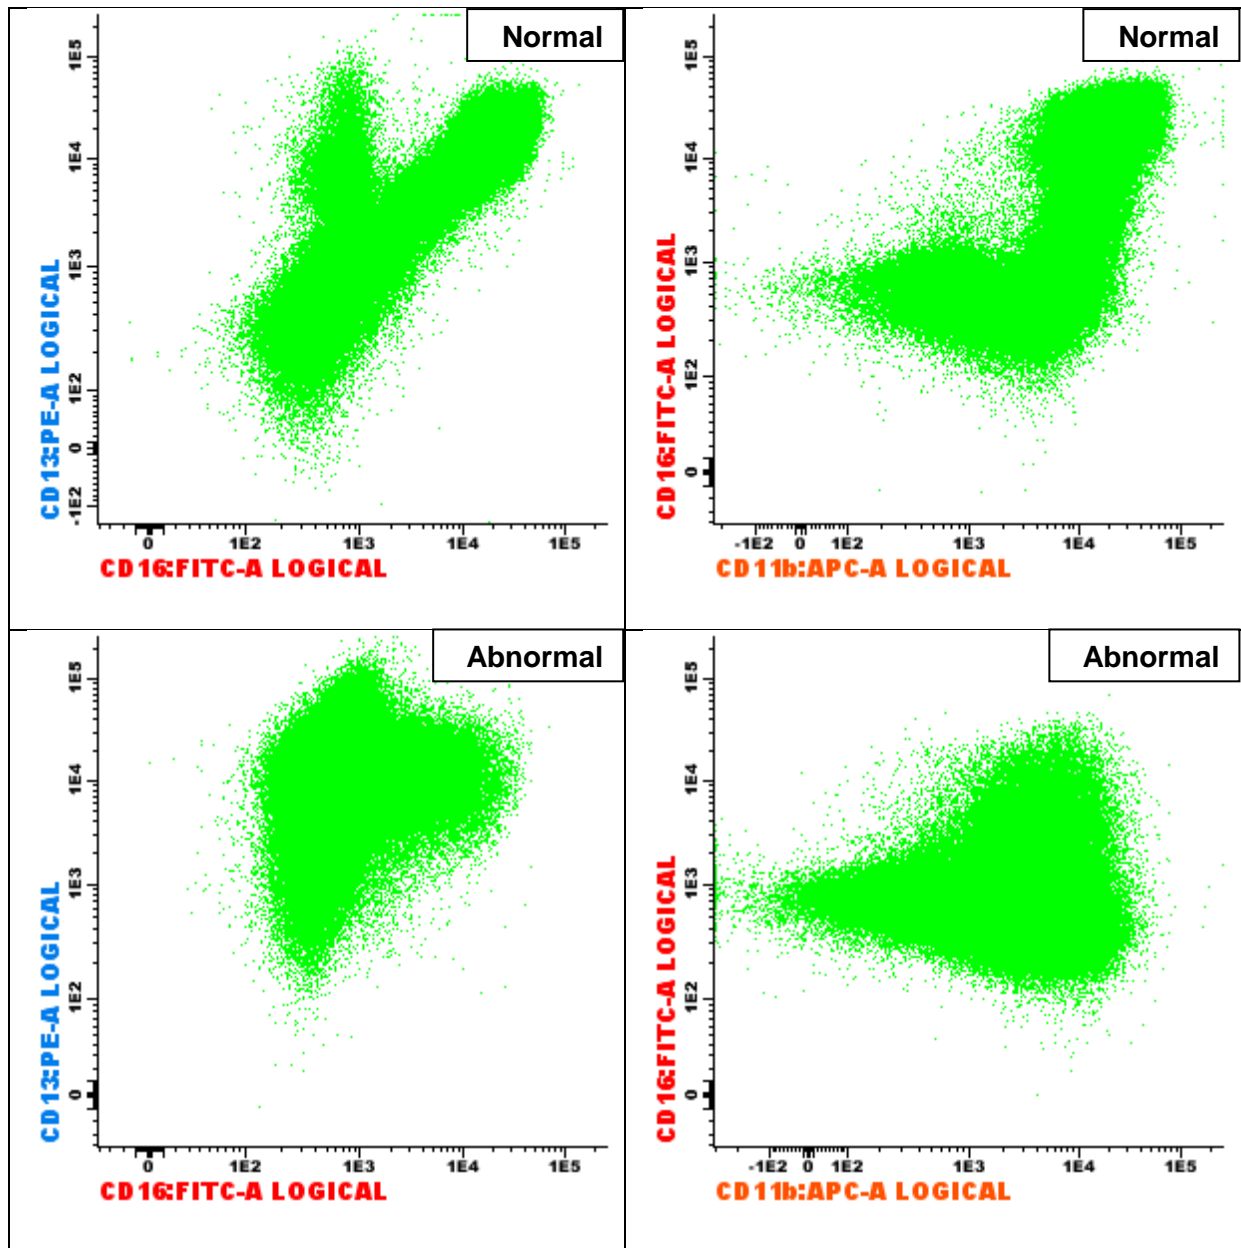 Normal
1E5
1E4
1E3
1E2
0
-1E2
CD13:PE-A LOGICAL
0 1E2 1E3 1E4 1E5
CD16:FITC-A LOGICAL
Normal
1E5
1E4
1E3
1E2
0
CD16:FITC-A LOGICAL
-1E2 0 1E2 1E3 1E4 1E5
CD11b:APC-A LOGICAL
Abnormal
1E5
1E4
1E3
1E2
0
CD13:PE-A LOGICAL
0 1E2 1E3 1E4 1E5
CD16:FITC-A LOGICAL
Abnormal
1E5
1E4
1E3
1E2
0
CD16:FITC-A LOGICAL
-1E2 0 1E2 1E3 1E4 1E5
CD11b:APC-A LOGICAL